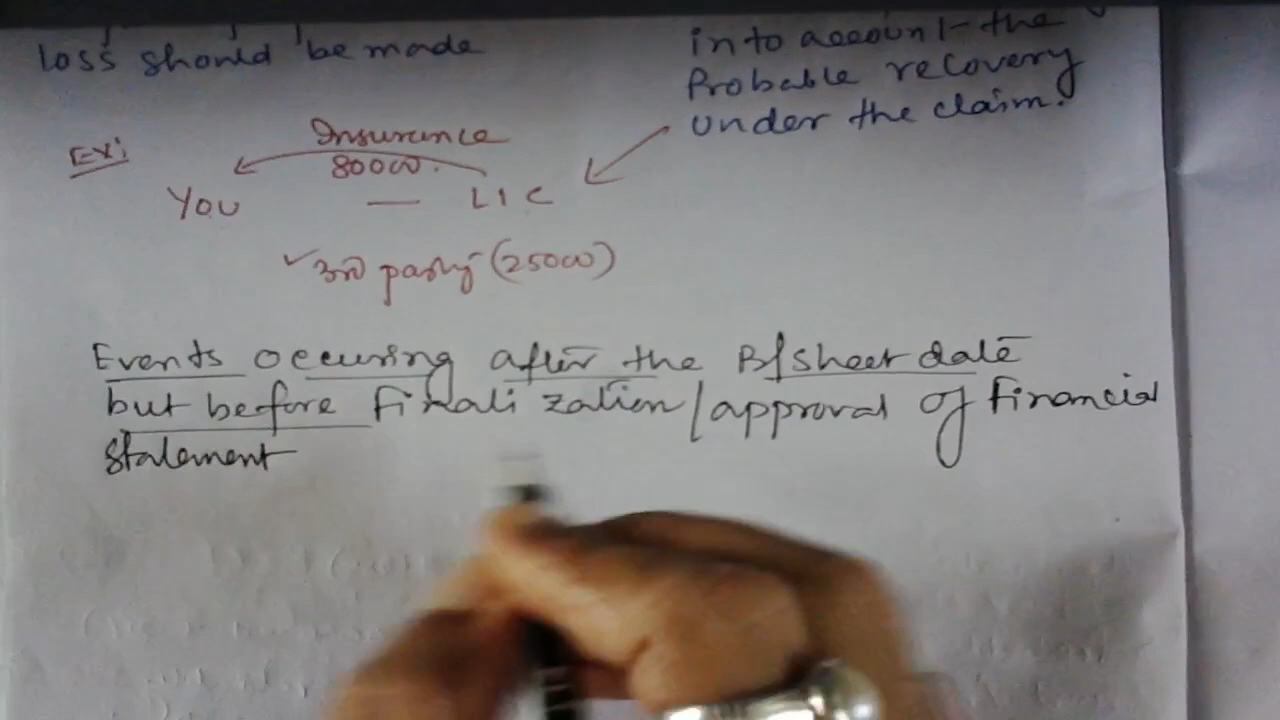 loss should be made
into account the
Probable recovery
under the claim.
Ex:
Insurance
80000.
You — LIC
✓ 3rd party (25000)
Events occuring after the B/sheet date
but before Finalization/approval of Financial
statement